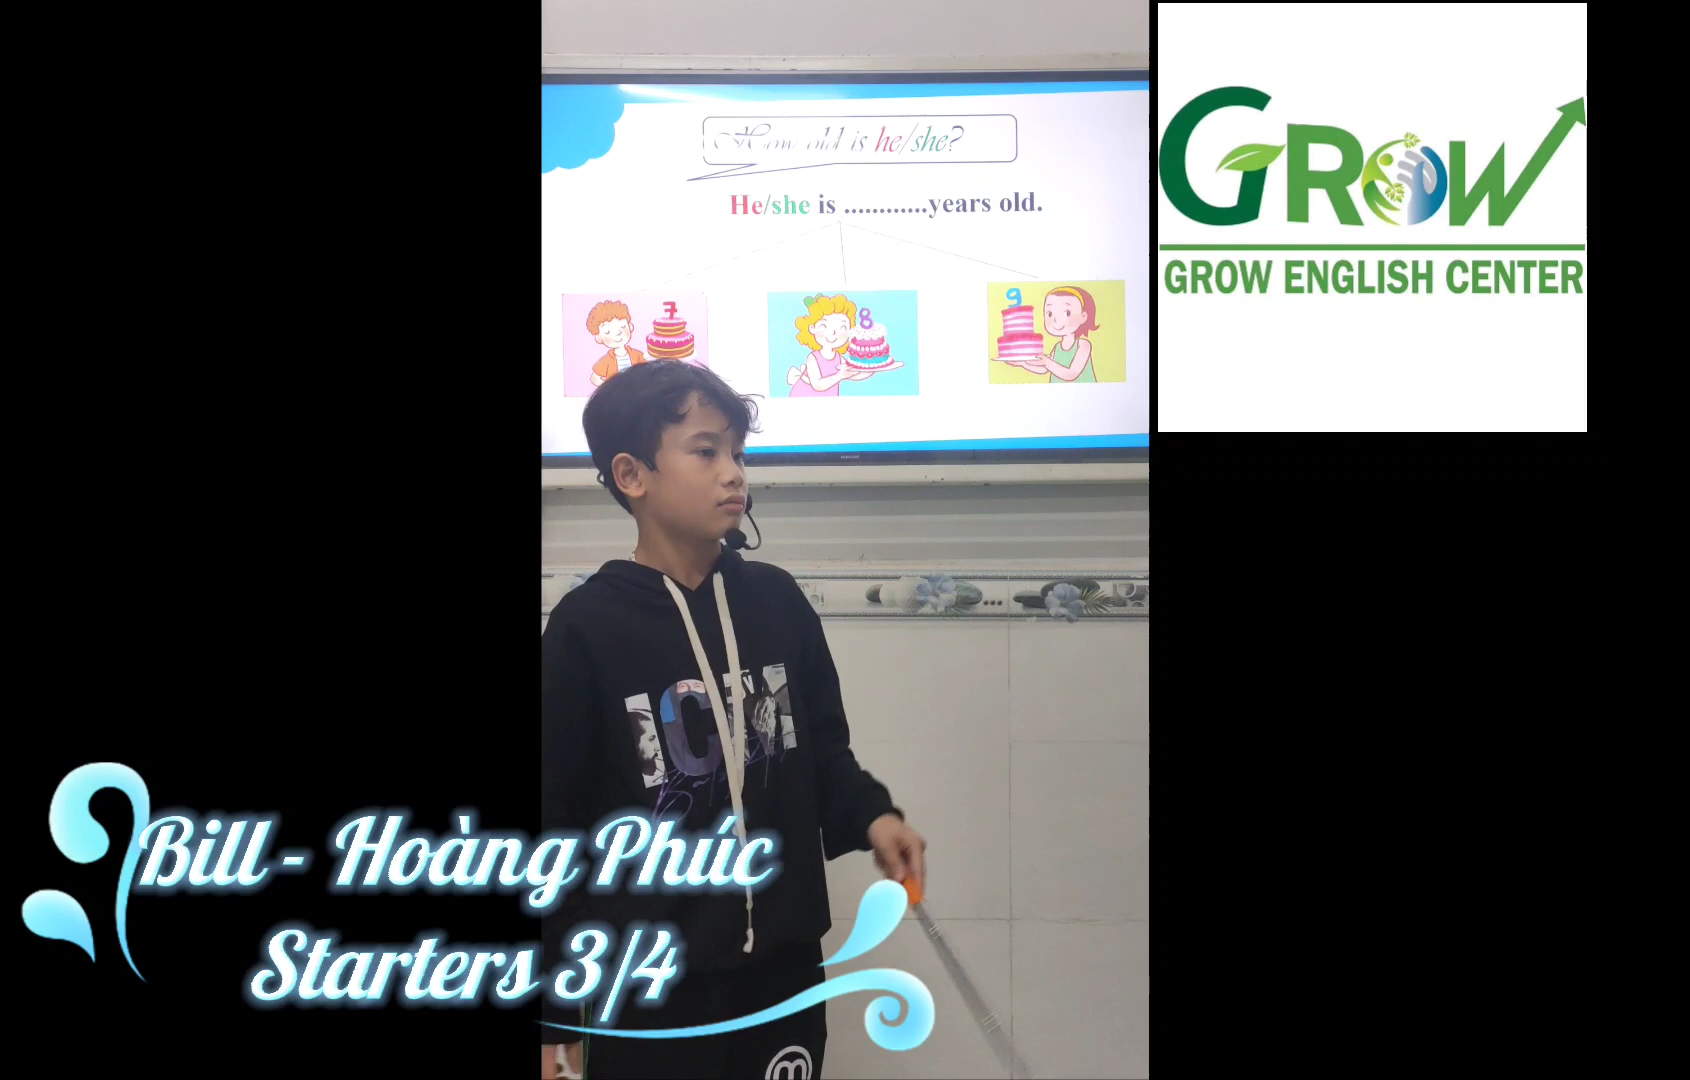 How old is he/she?
He/she is ............years old.
7
8
9
GROW
GROW ENGLISH CENTER
ICEM
Bill - Hoàng Phúc
Starters 3/4
m